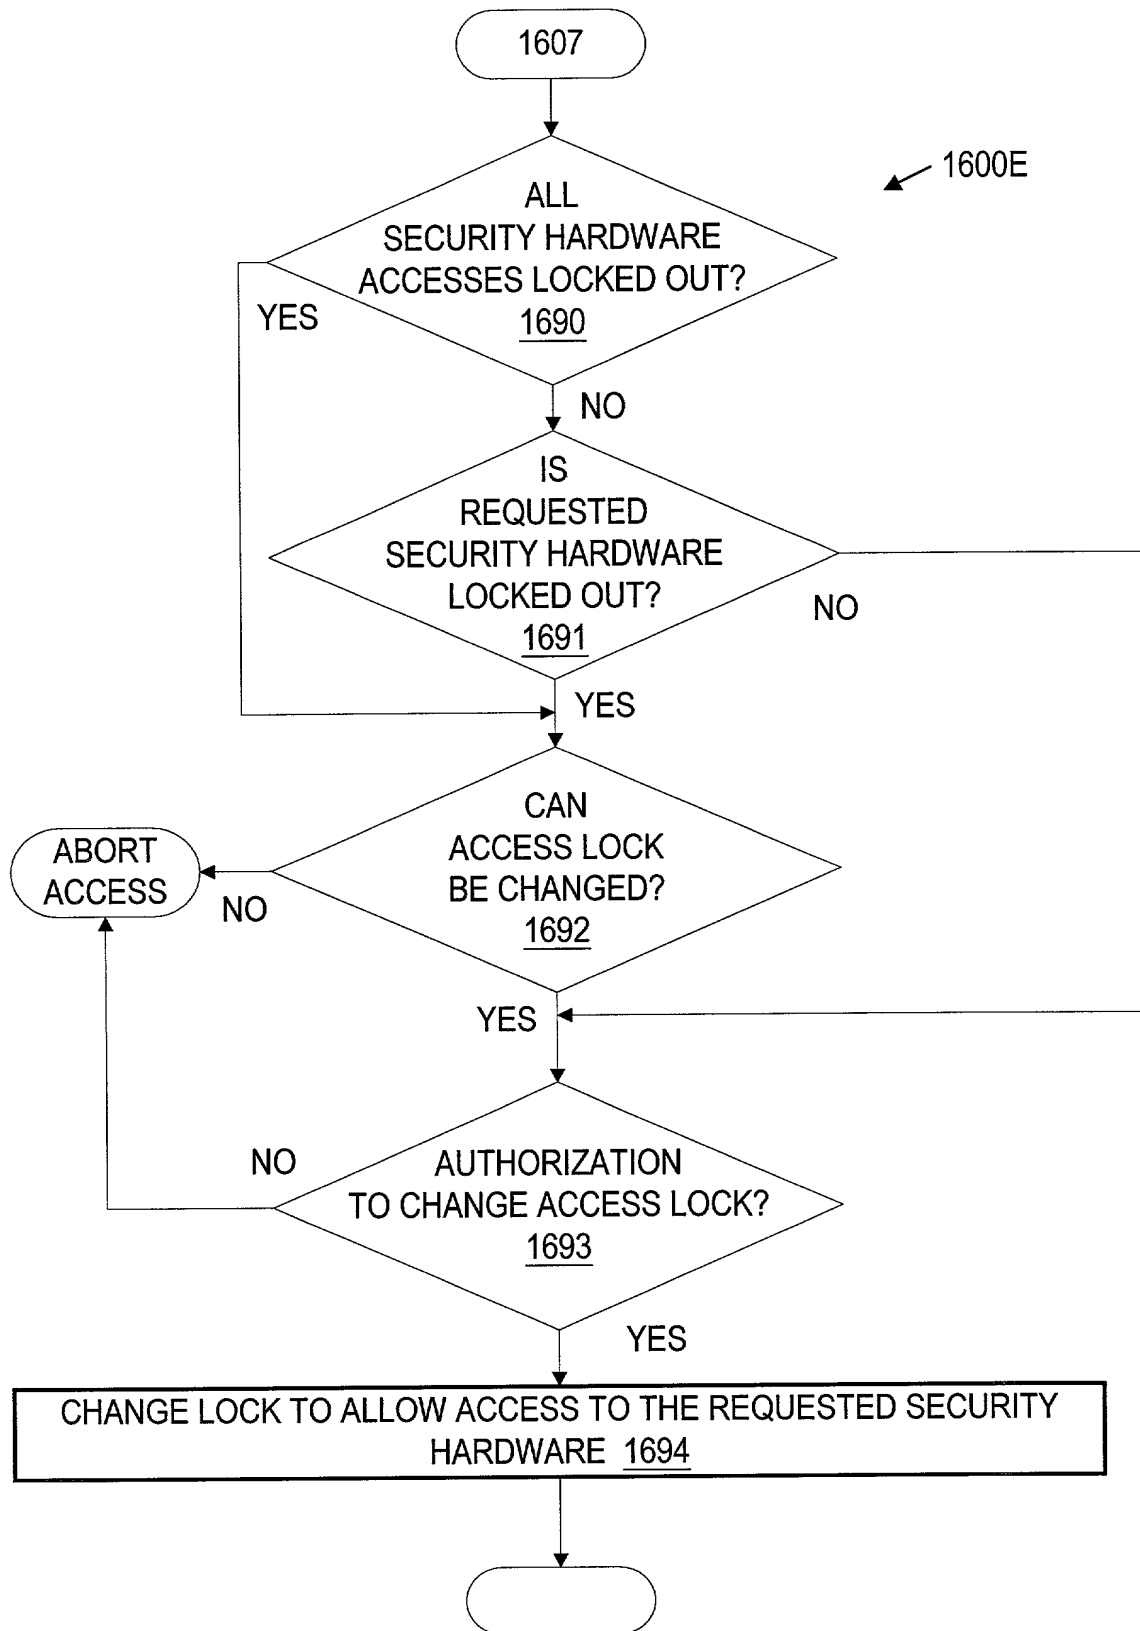 1607
1600E
ALL
SECURITY HARDWARE
ACCESSES LOCKED OUT?
1690
YES
NO
IS
REQUESTED
SECURITY HARDWARE
LOCKED OUT?
1691
NO
YES
CAN
ACCESS LOCK
BE CHANGED?
1692
ABORT
ACCESS
NO
YES
NO
AUTHORIZATION
TO CHANGE ACCESS LOCK?
1693
YES
CHANGE LOCK TO ALLOW ACCESS TO THE REQUESTED SECURITY
HARDWARE 1694